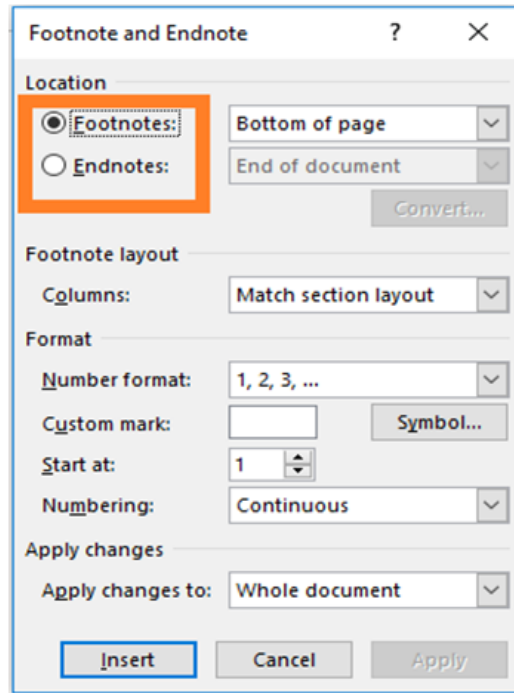 Footnote and Endnote ?
Location
Footnotes: Bottom of page
Endnotes: End of document
Convert...
Footnote layout
Columns: Match section layout
Format
Number format: 1, 2, 3, ...
Custom mark: Symbol...
Start at: 1
Numbering: Continuous
Apply changes
Apply changes to: Whole document
Insert Cancel Apply